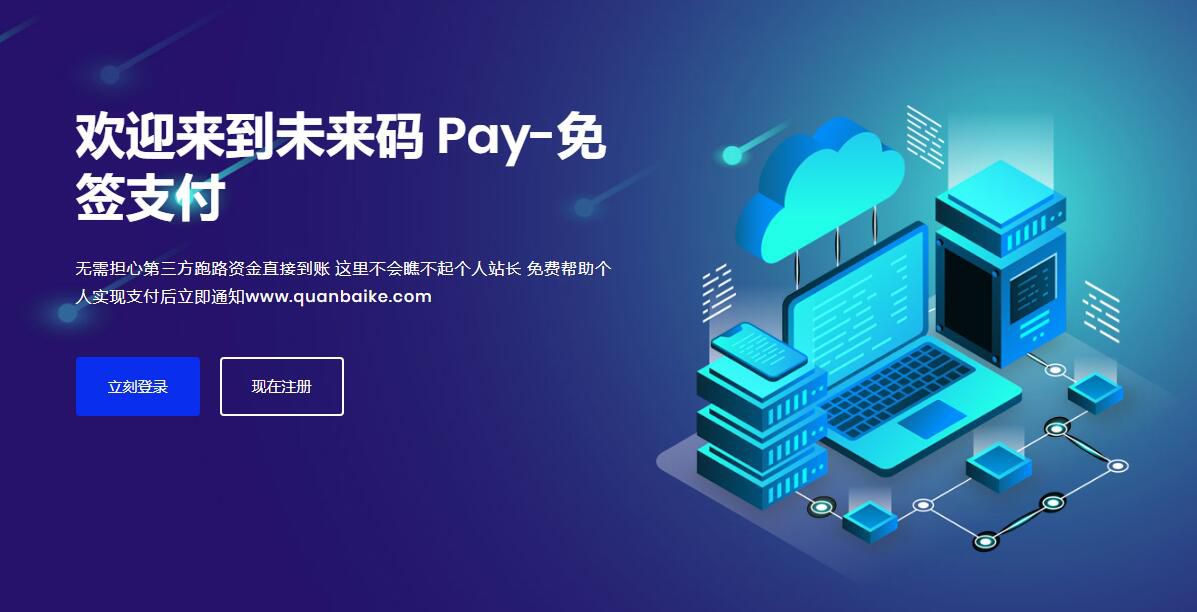 欢迎来到未来码 Pay-免
签支付
无需担心第三方跑路资金直接到账 这里不会瞧不起个人站长 免费帮助个
人实现支付后立即通知www.quanbaike.com
立刻登录
现在注册